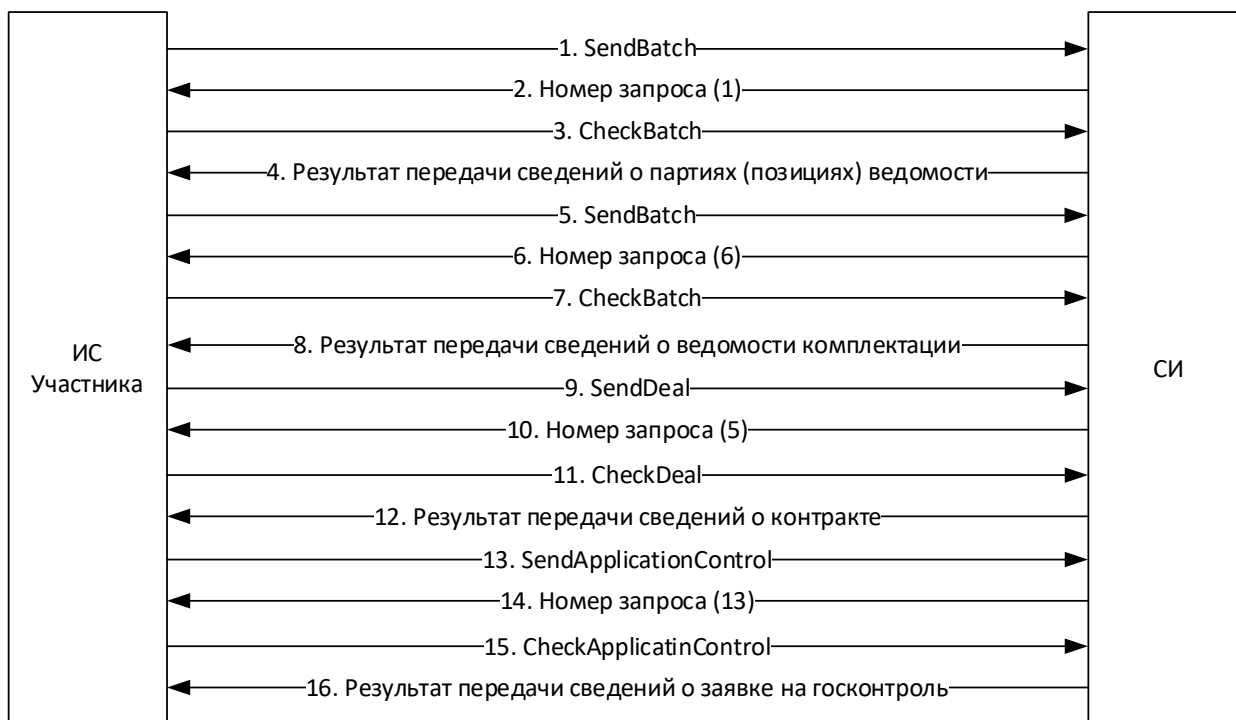 1. SendBatch
2. Номер запроса (1)
3. CheckBatch
4. Результат передачи сведений о партиях (позициях) ведомости
5. SendBatch
6. Номер запроса (6)
7. CheckBatch
8. Результат передачи сведений о ведомости комплектации
ИС
Участника
СИ
9. SendDeal
10. Номер запроса (5)
11. CheckDeal
12. Результат передачи сведений о контракте
13. SendApplicationControl
14. Номер запроса (13)
15. CheckApplicatinControl
16. Результат передачи сведений о заявке на госконтроль